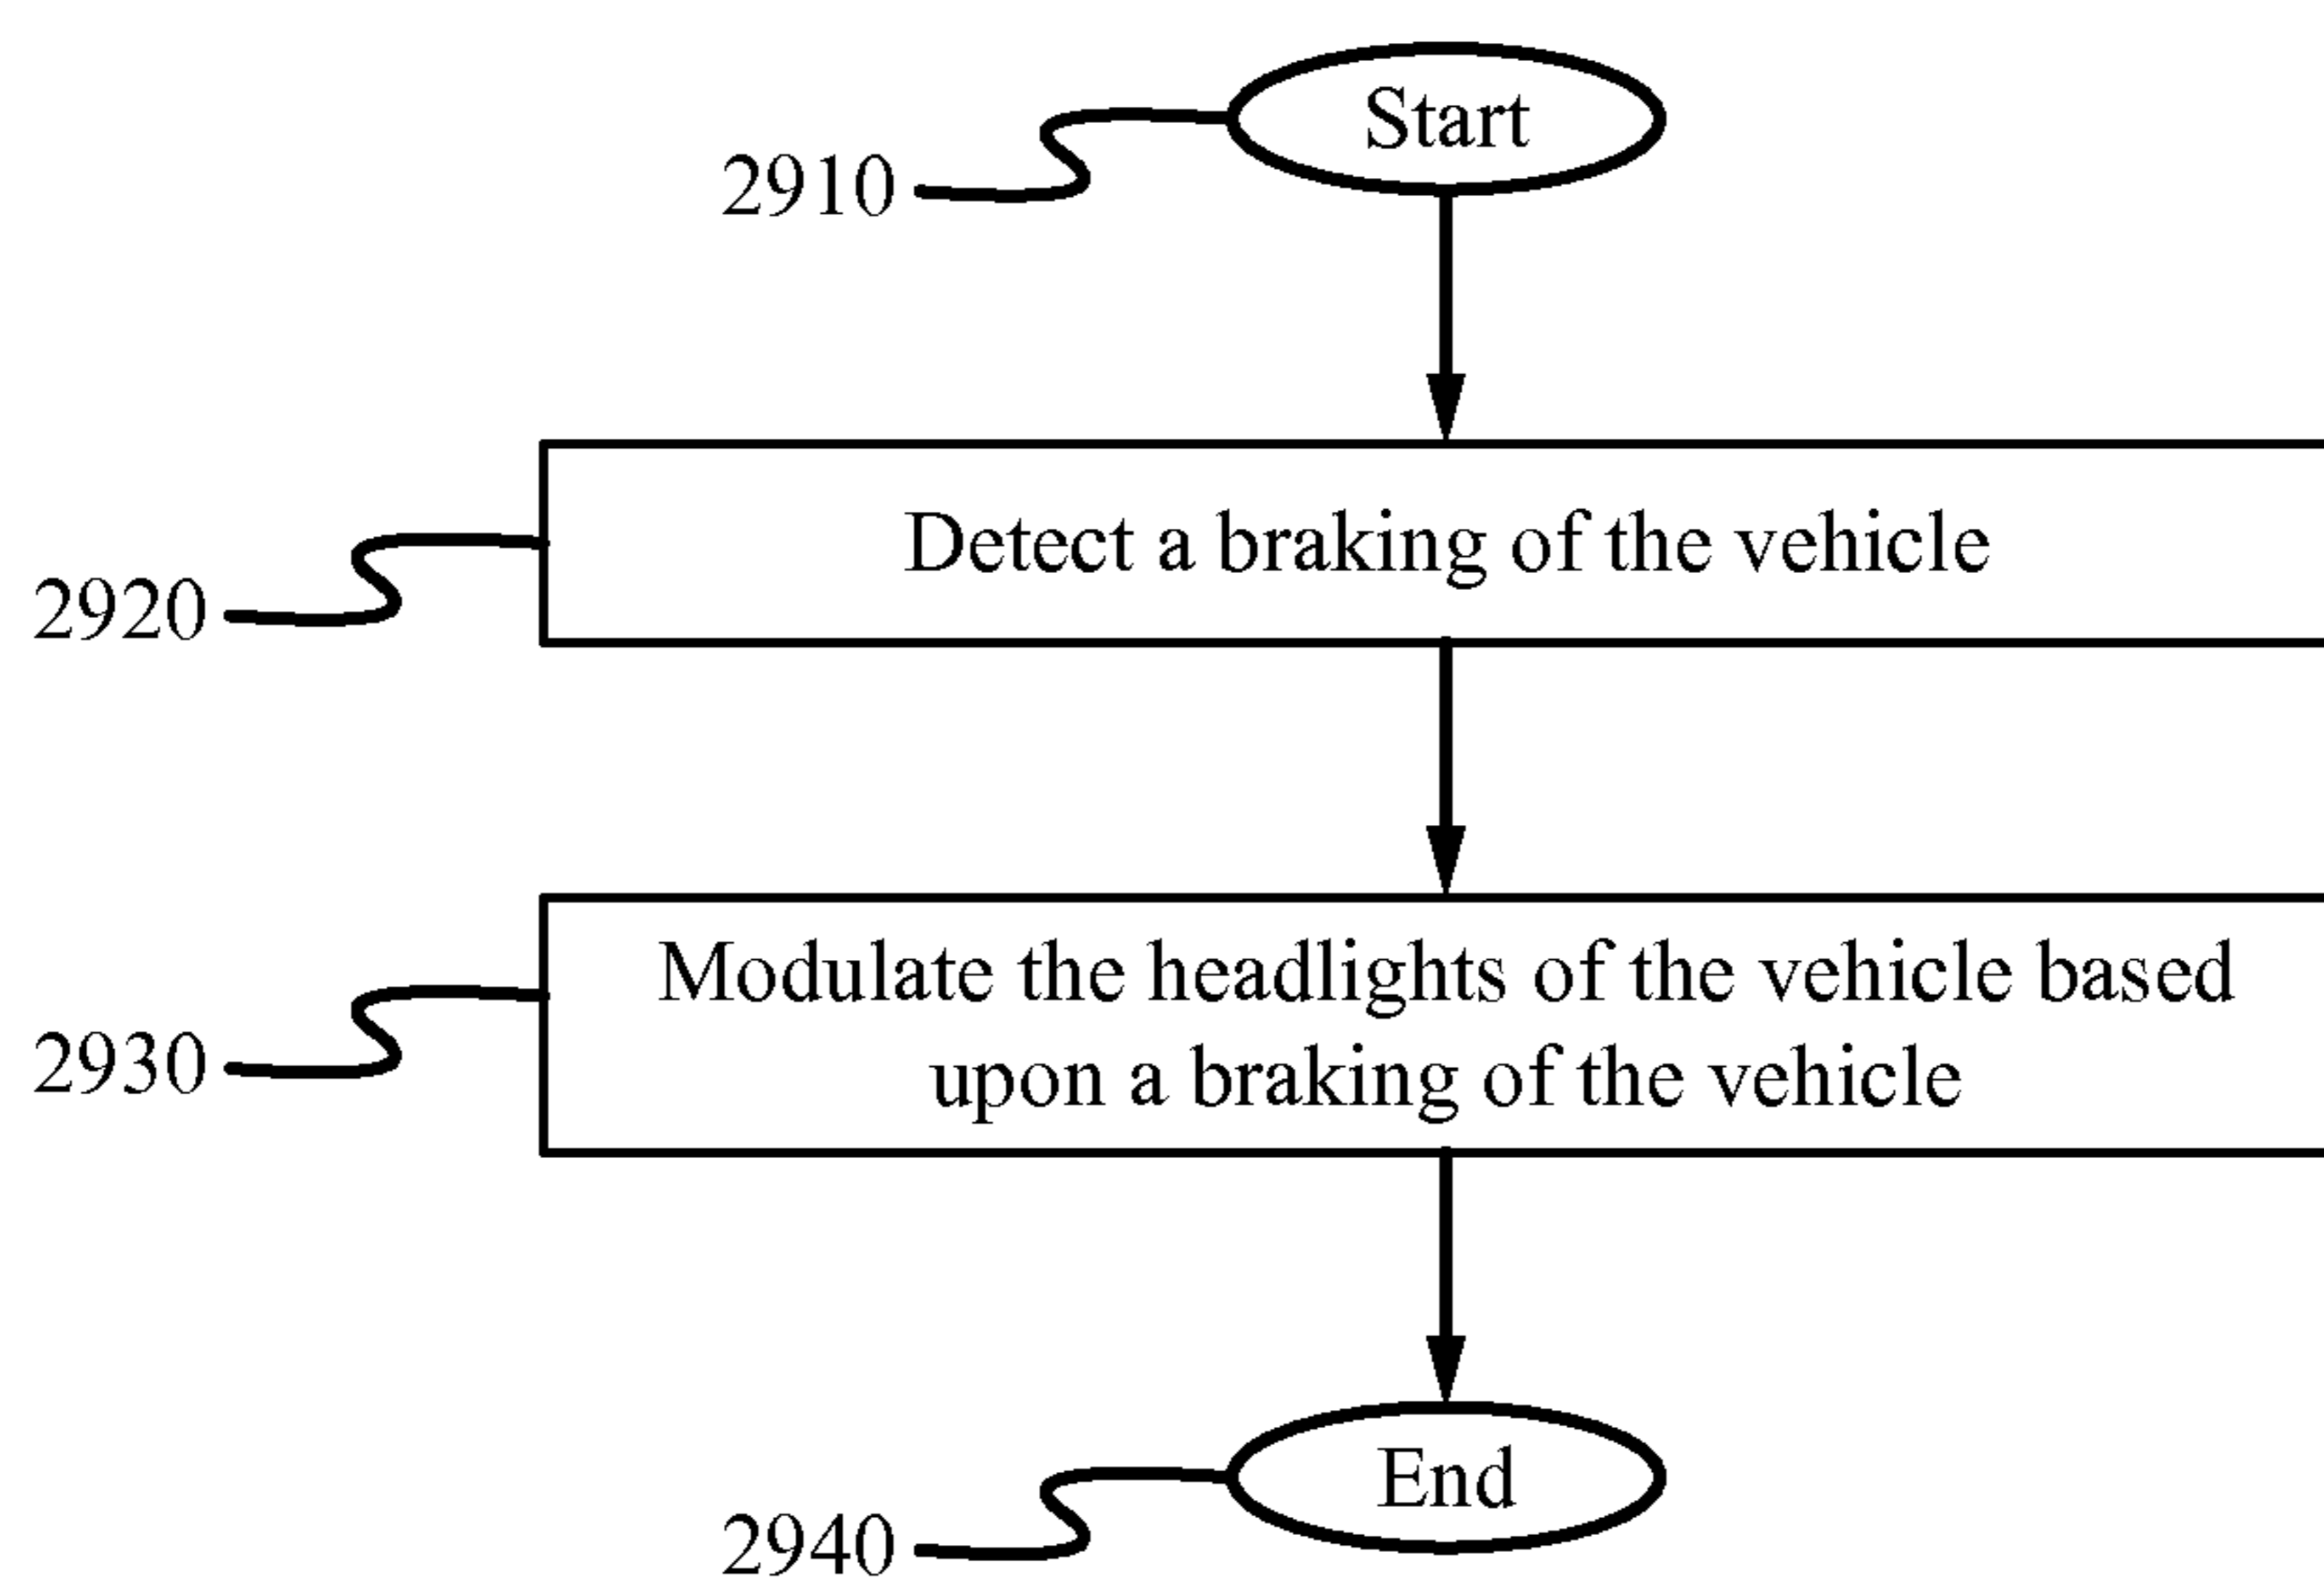 Start
2910
Detect a braking of the vehicle
2920
Modulate the headlights of the vehicle based
upon a braking of the vehicle
2930
End
2940